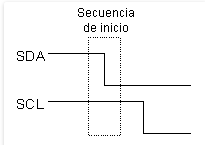 Secuencia
de inicio
SDA
SCL